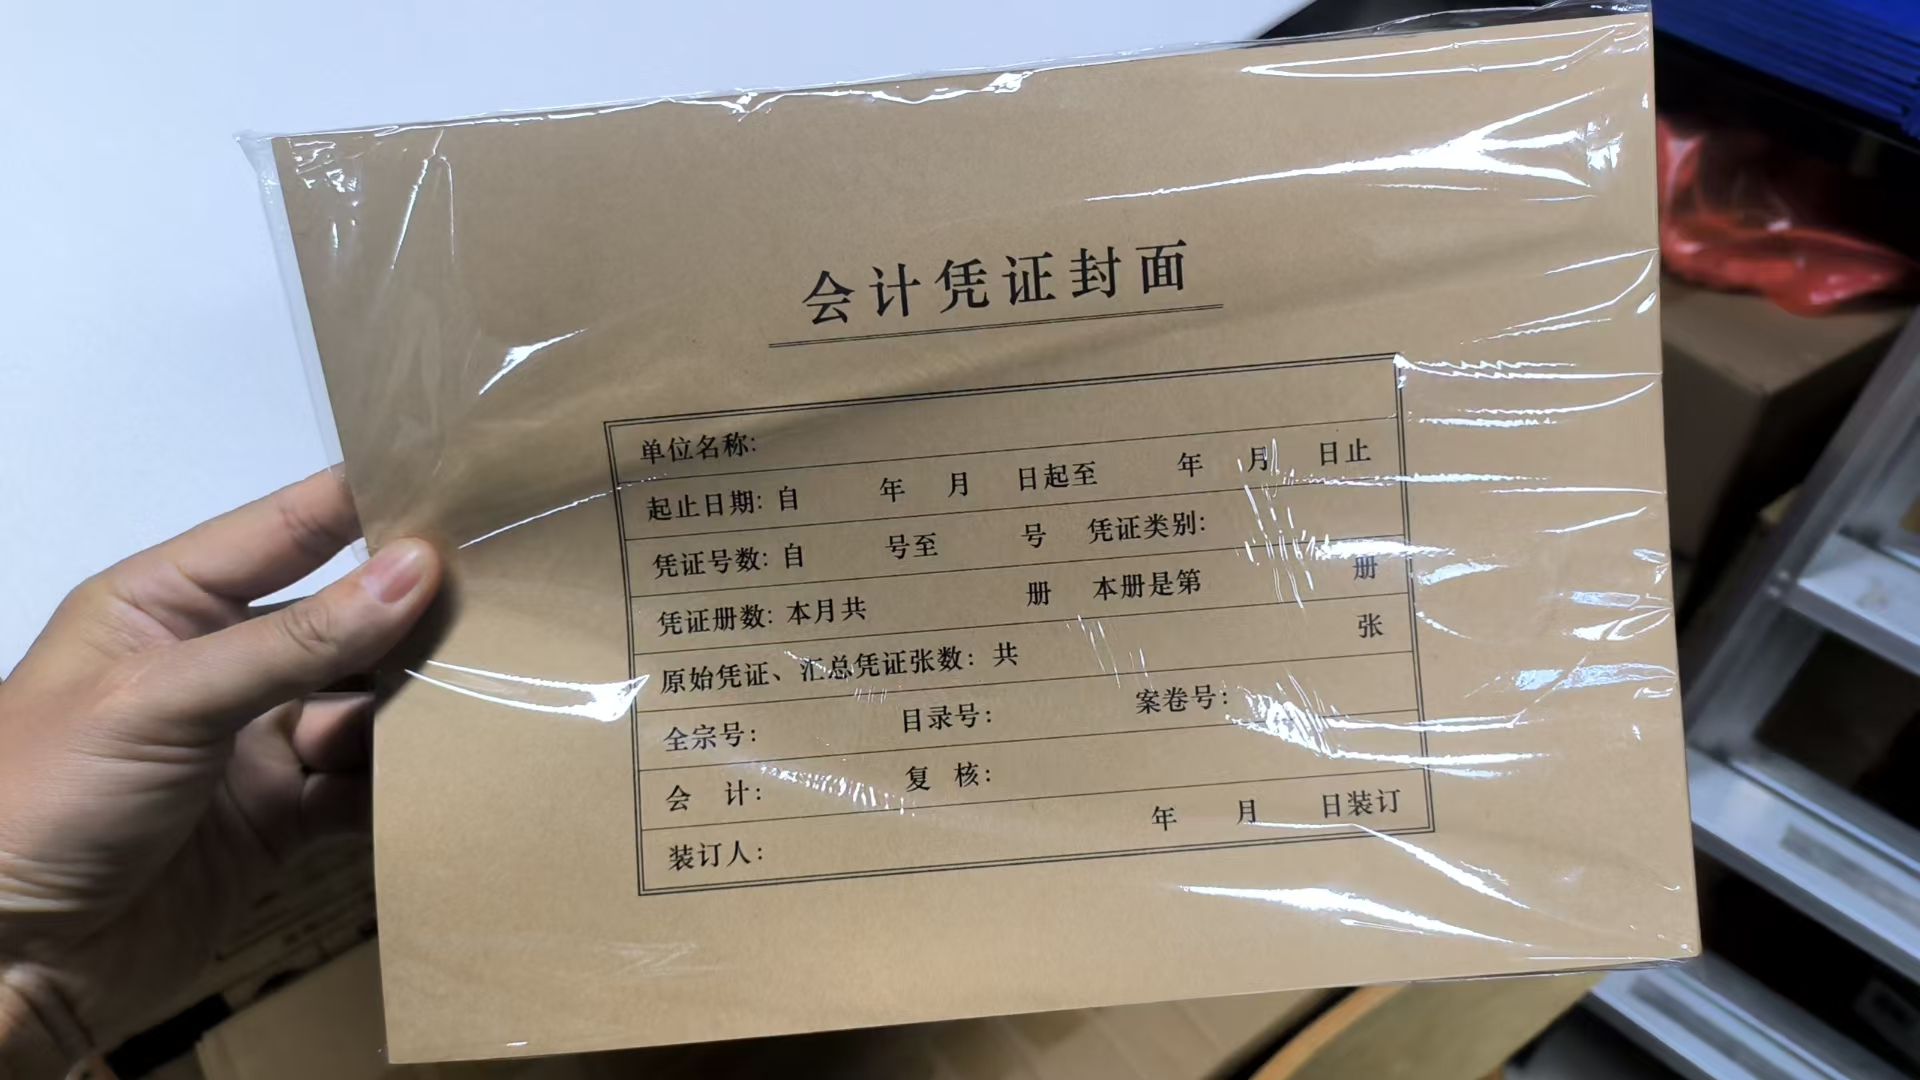 会计凭证封面
单位名称:
起止日期: 自 年 月 日起至 年 月 日止
凭证号数: 自 号至 号 凭证类别:
凭证册数: 本月共 册 本册是第 册
原始凭证、汇总凭证张数: 共 张
全宗号: 目录号: 案卷号:
会 计: 复 核:
装订人: 年 月 日装订